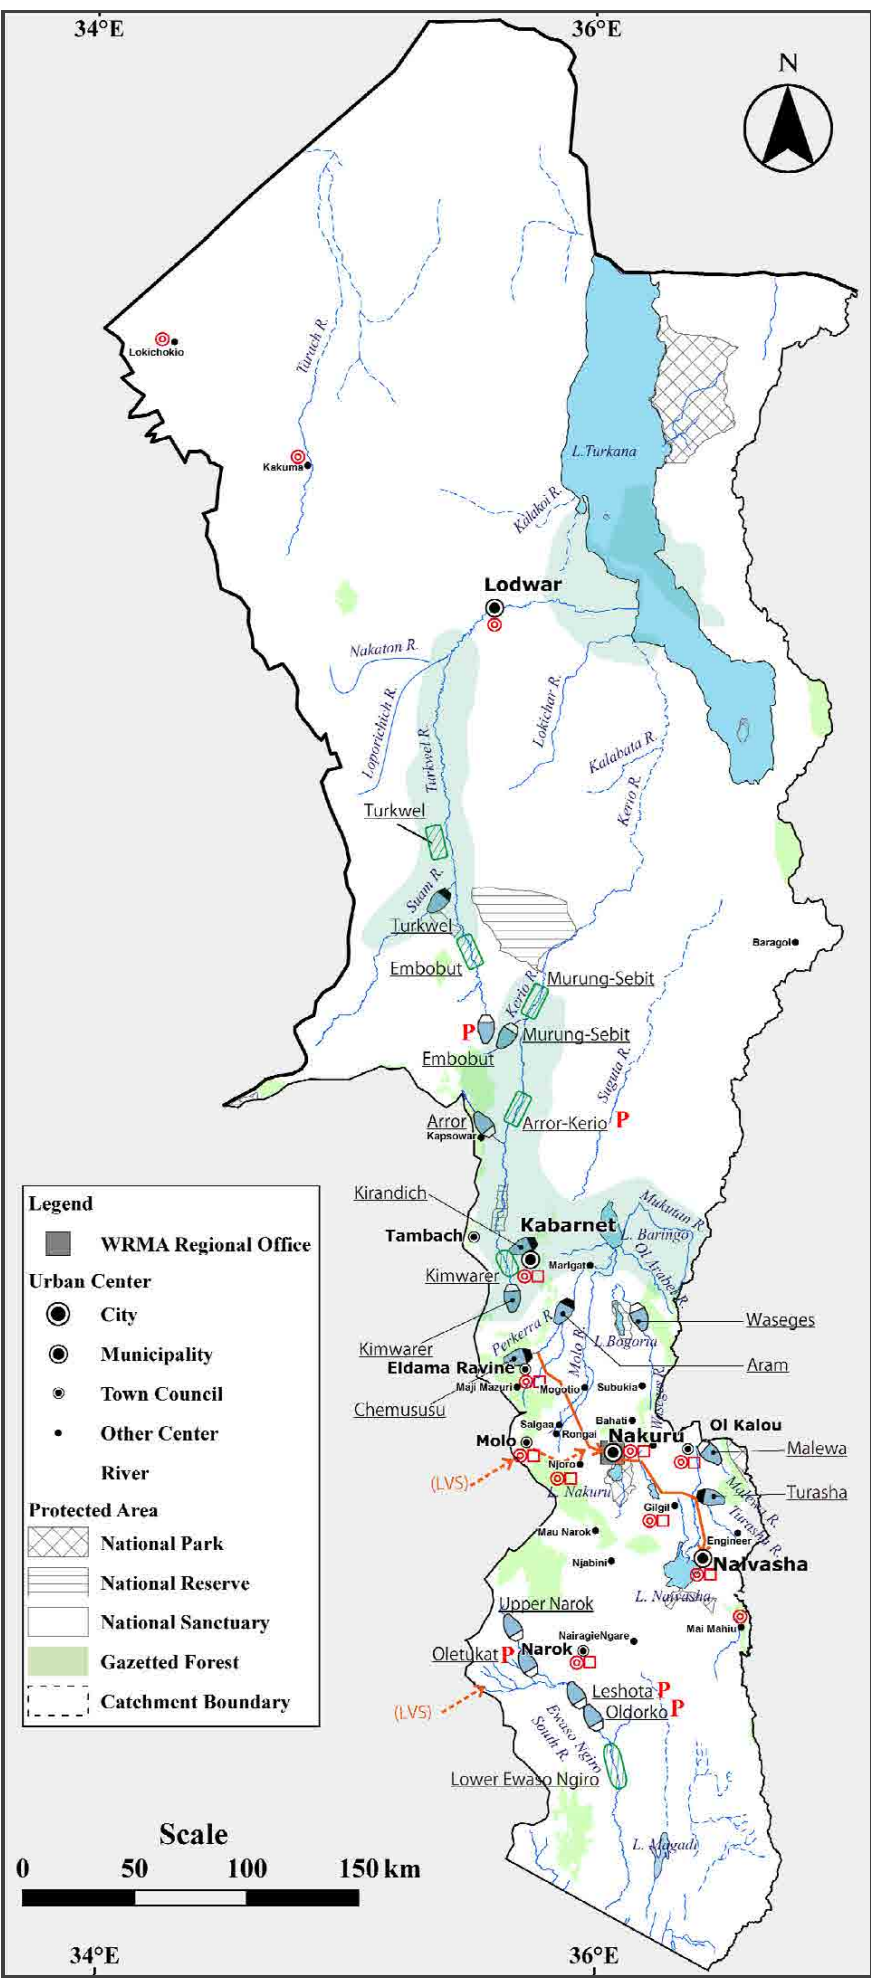 34°E
36°E
N
Lokichokio
Turach R.
Kakuma
L.Turkana
Kalakoi R.
Lodwar
Nakaton R.
Loporichich R.
Turkwel R.
Lokichar R.
Kalabata R.
Kerio R.
Turkwel
Suam R.
Turkwel
Baragol
Embobut
Kerio R.
Murung-Sebit
P
Murung-Sebit
Embobut
Suguta R.
Arror
Arror-Kerio
P
Kapsowar
Kirandich
Mukutan R.
Kabarnet
Tambach
L. Baringo
Ol Arabel R.
Marigat
Kimwarer
Waseges
Perkerra R.
Molo R.
L.Bogoria
Kimwarer
Aram
Eldama Ravine
Waseges R.
Maji Mazuri
Mogotio
Subukia
Chemususu
Salgaa
Bahati
Ol Kalou
Rongai
Nakuru
Molo
Malewa
Njoro
(LVS)
L. Nakuru
Malewa R.
Turasha
Gilgil
Turasha R.
Mau Narok
Engineer
Njabini
Naivasha
L. Naivasha
Upper Narok
Mai Mahiu
NairagieNgare
Oletukat
P
Narok
Leshota
P
(LVS)
Oldorko
P
Ewaso Ngiro
South R.
Lower Ewaso Ngiro
L. Magadi
Legend
WRMA Regional Office
Urban Center
City
Municipality
Town Council
Other Center
River
Protected Area
National Park
National Reserve
National Sanctuary
Gazetted Forest
Catchment Boundary
Scale
0 50 100 150 km
34°E
36°E